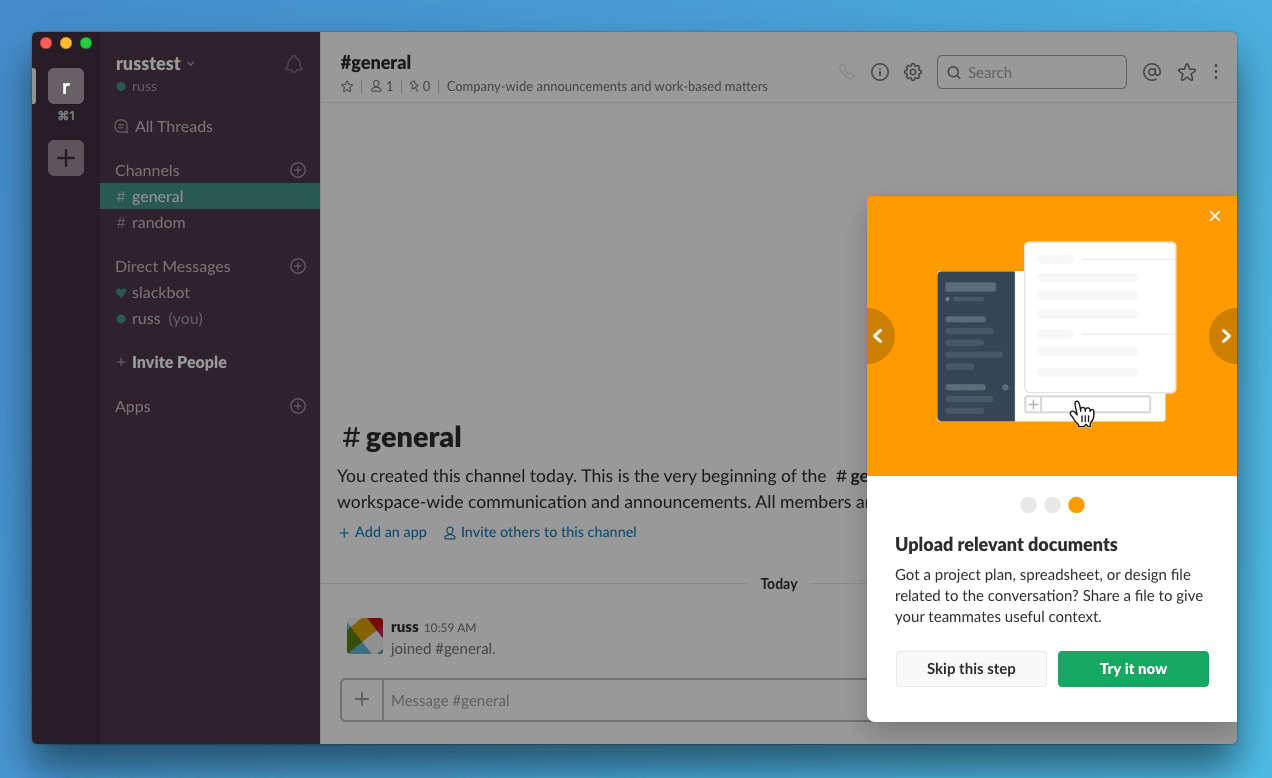 r
⌘1
russtest
russ
All Threads
Channels
# general
# random
Direct Messages
slackbot
russ (you)
+ Invite People
Apps
#general
1
0
Company-wide announcements and work-based matters
Search
# general
You created this channel today. This is the very beginning of the # ge
workspace-wide communication and announcements. All members a
+ Add an app
Invite others to this channel
Today
russ 10:59 AM
joined #general.
Message #general
Upload relevant documents
Got a project plan, spreadsheet, or design file
related to the conversation? Share a file to give
your teammates useful context.
Skip this step
Try it now